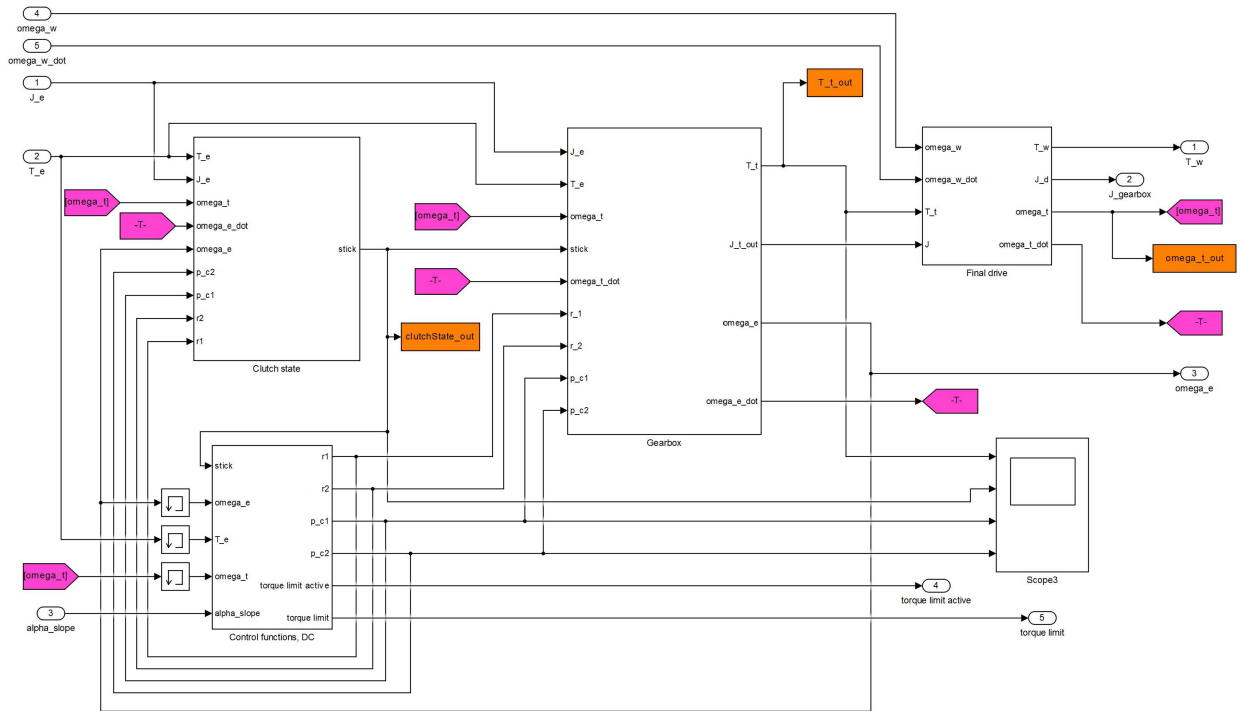 4
omega_w
5
omega_w_dot
1
J_e
2
T_e
[omega_t]
-T-
T_e
J_e
omega_t
omega_e_dot
omega_e
p_c2
p_c1
r2
r1
stick
Clutch state
clutchState_out
[omega_t]
-T-
J_e
T_e
omega_t
stick
omega_t_dot
r_1
r_2
p_c1
p_c2
T_t
J_t_out
omega_e
omega_e_dot
Gearbox
T_t_out
-T-
omega_w
omega_w_dot
T_t
J
T_w
J_d
omega_t
omega_t_dot
Final drive
1
T_w
2
J_gearbox
[omega_t]
omega_t_out
-T-
3
omega_e
stick
omega_e
T_e
omega_t
alpha_slope
r1
r2
p_c1
p_c2
torque limit active
torque limit
Control functions, DC
[omega_t]
3
alpha_slope
Scope3
4
torque limit active
5
torque limit